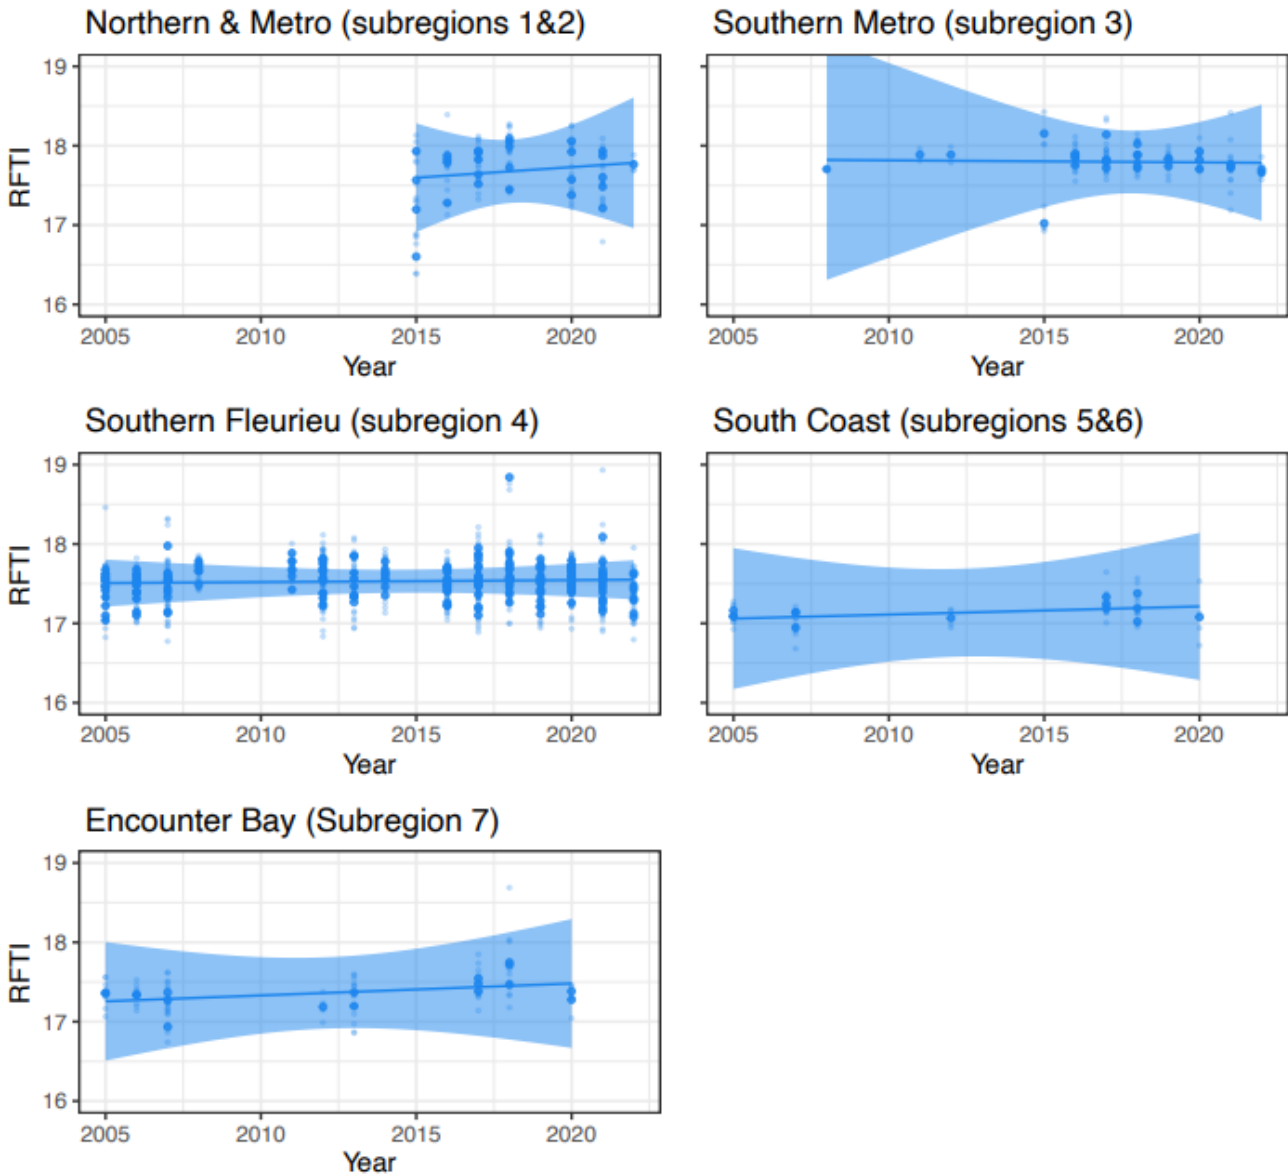 Northern & Metro (subregions 1&2)
Southern Metro (subregion 3)
19
18
17
16
RFTI
2005 2010 2015 2020
2005 2010 2015 2020
Year
Year
Southern Fleurieu (subregion 4)
South Coast (subregions 5&6)
19
18
17
16
RFTI
2005 2010 2015 2020
2005 2010 2015 2020
Year
Year
Encounter Bay (Subregion 7)
19
18
17
16
RFTI
2005 2010 2015 2020
Year